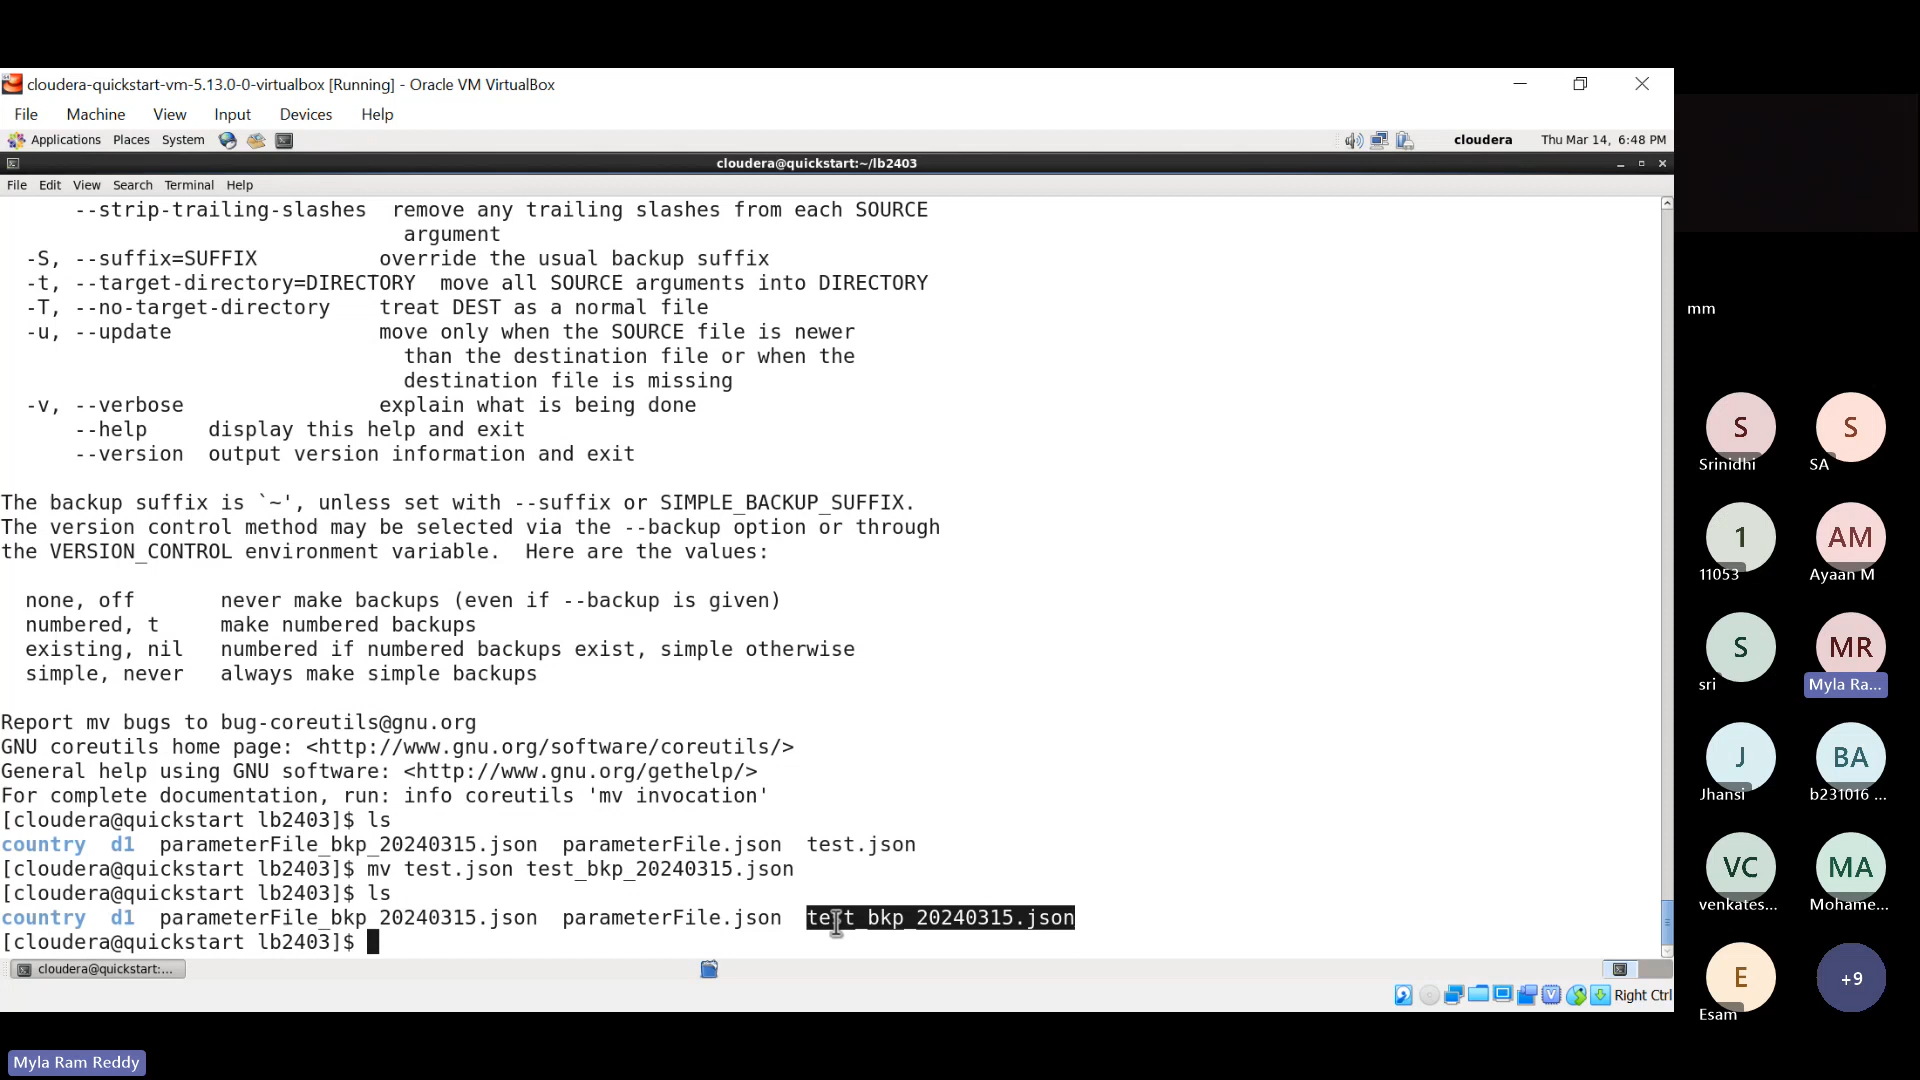 cloudera-quickstart-vm-5.13.0-0-virtualbox [Running] - Oracle VM VirtualBox
File Machine View Input Devices Help
Applications Places System cloudera Thu Mar 14, 6:48 PM
cloudera@quickstart:~/lb2403
File Edit View Search Terminal Help
--strip-trailing-slashes remove any trailing slashes from each SOURCE
argument
-S, --suffix=SUFFIX override the usual backup suffix
-t, --target-directory=DIRECTORY move all SOURCE arguments into DIRECTORY
-T, --no-target-directory treat DEST as a normal file
-u, --update move only when the SOURCE file is newer
than the destination file or when the
destination file is missing
-v, --verbose explain what is being done
--help display this help and exit
--version output version information and exit
The backup suffix is `~', unless set with --suffix or SIMPLE_BACKUP_SUFFIX.
The version control method may be selected via the --backup option or through
the VERSION_CONTROL environment variable. Here are the values:
none, off never make backups (even if --backup is given)
numbered, t make numbered backups
existing, nil numbered if numbered backups exist, simple otherwise
simple, never always make simple backups
Report mv bugs to bug-coreutils@gnu.org
GNU coreutils home page: <http://www.gnu.org/software/coreutils/>
General help using GNU software: <http://www.gnu.org/gethelp/>
For complete documentation, run: info coreutils 'mv invocation'
[cloudera@quickstart lb2403]$ ls
country d1 parameterFile_bkp_20240315.json parameterFile.json test.json
[cloudera@quickstart lb2403]$ mv test.json test_bkp_20240315.json
[cloudera@quickstart lb2403]$ ls
country d1 parameterFile_bkp_20240315.json parameterFile.json test_bkp_20240315.json
[cloudera@quickstart lb2403]$
cloudera@quickstart:...
Right Ctrl
mm
S S
Srinidhi SA
1 AM
11053 Ayaan M
S MR
sri Myla Ra...
J BA
Jhansi b231016 ...
VC MA
venkates... Mohame...
E +9
Esam
Myla Ram Reddy